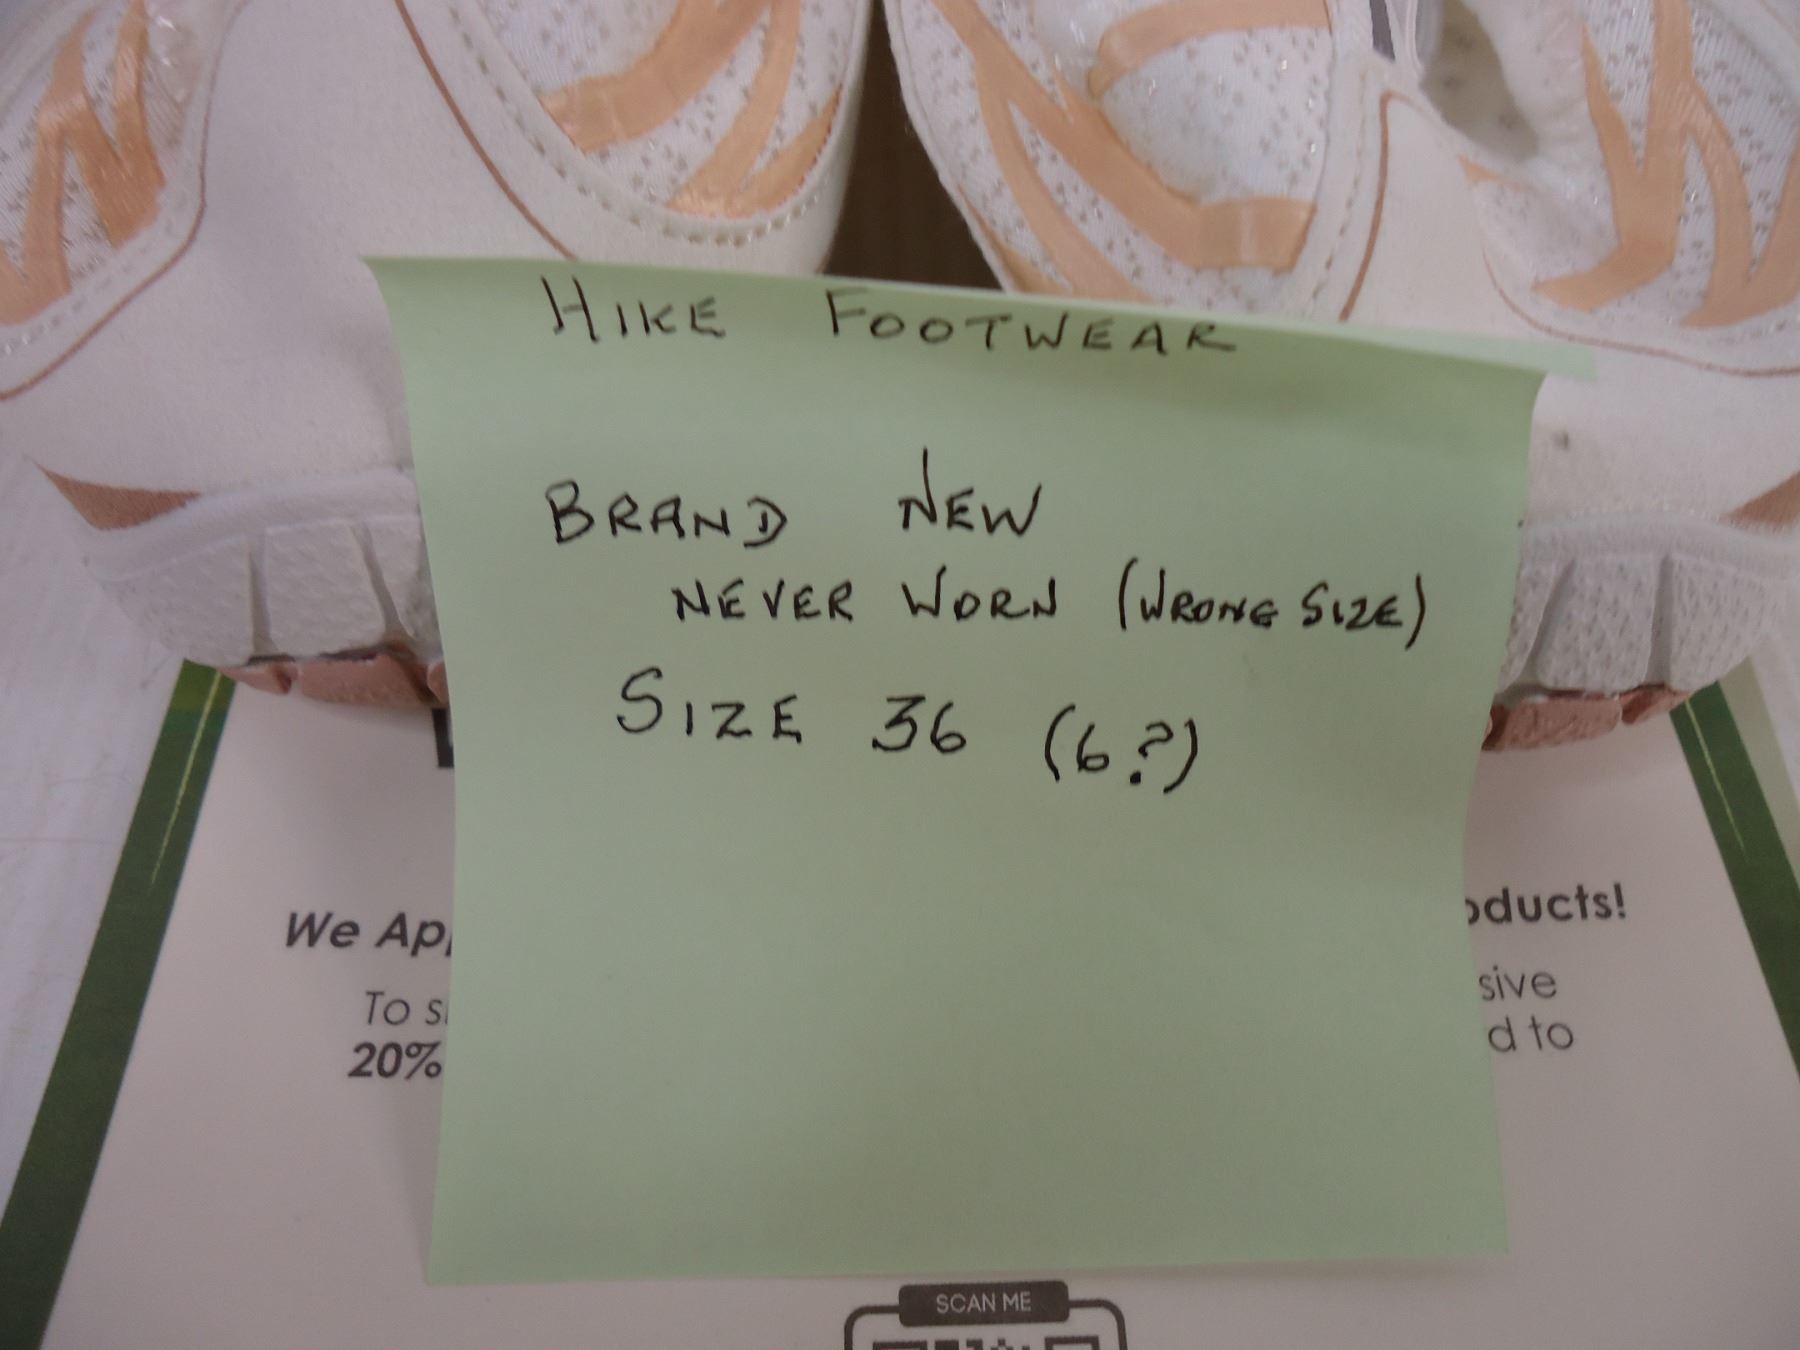 HIKE FOOTWEAR
BRAND NEW
NEVER WORN (WRONG SIZE)
SIZE 36 (6?)
We
oducts!
To
sive
20%
d to
SCAN ME